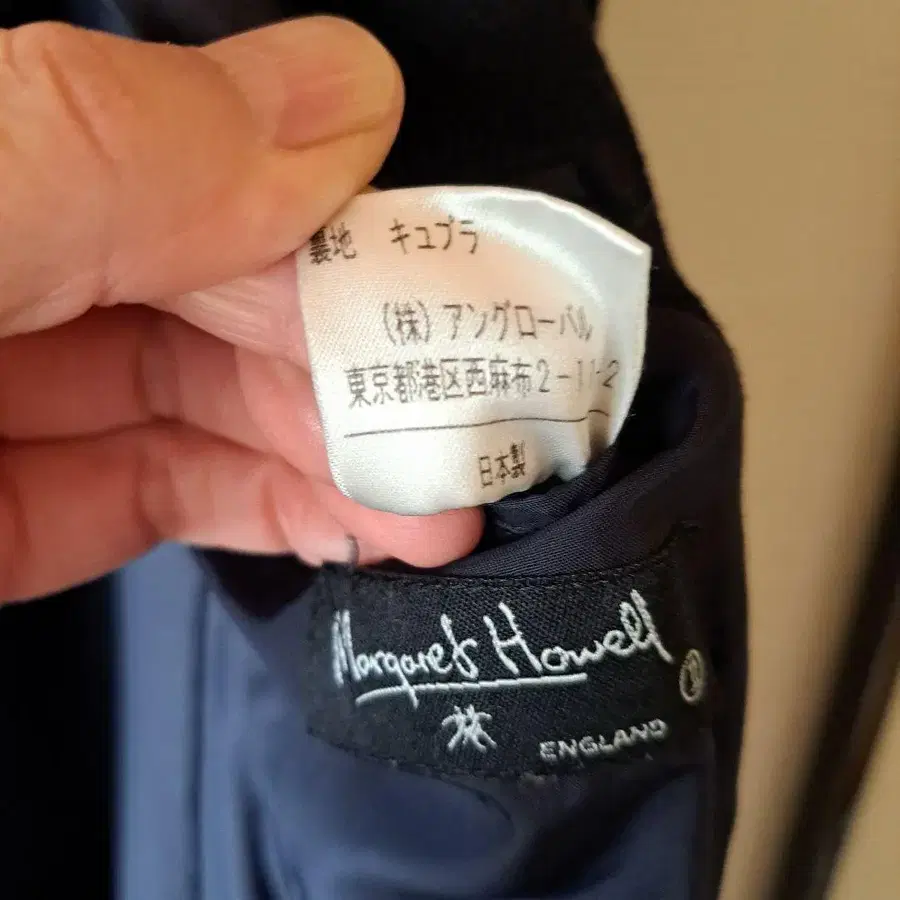 裏地 キュプラ
(株) アングローバル
東京都港区西麻布2-11-2
日本製
Margaret Howell
®
ENGLAND